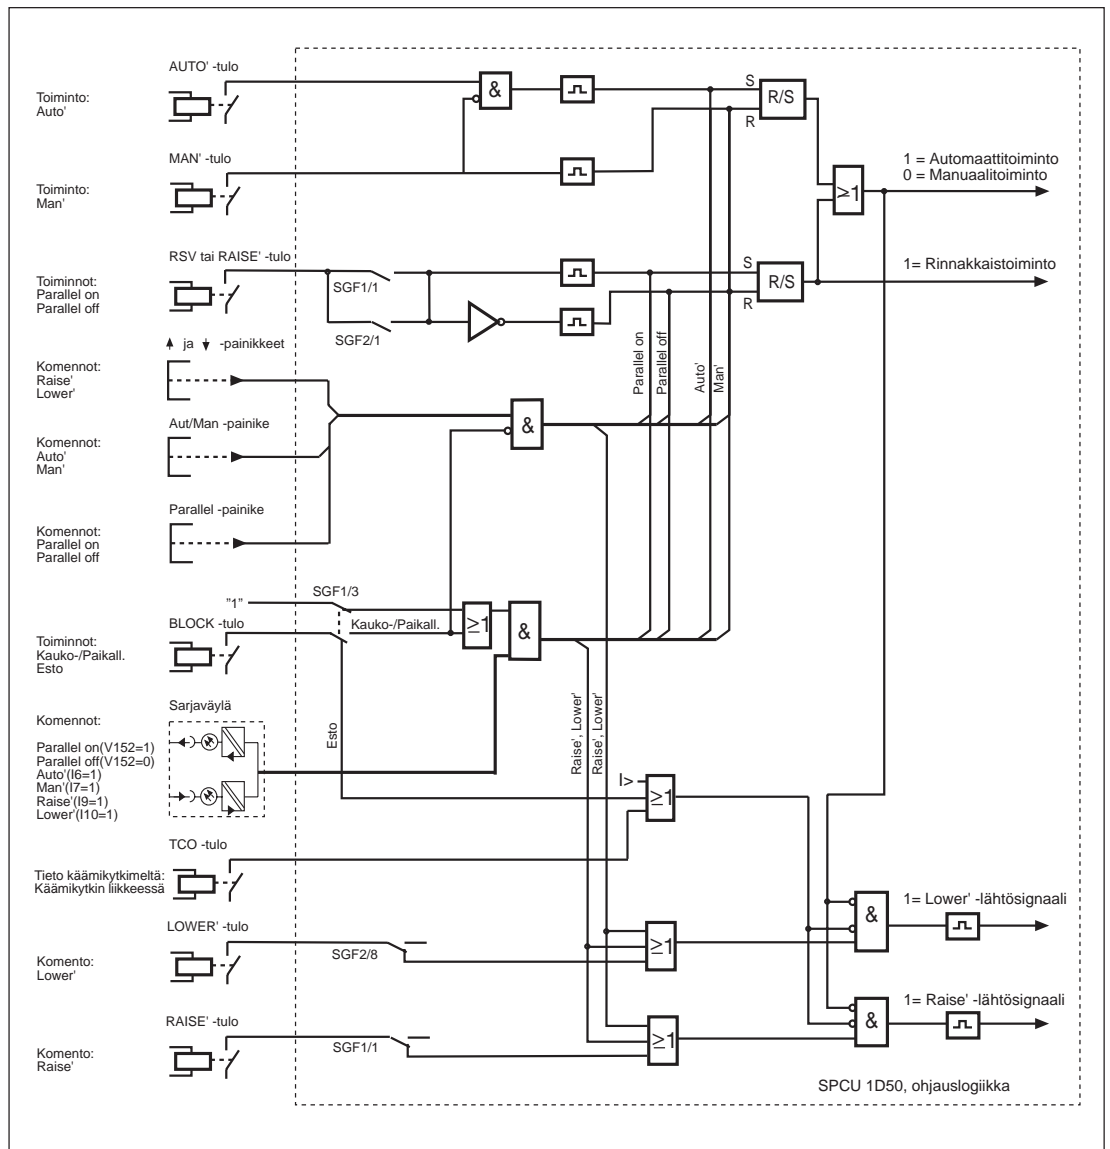 AUTO' -tulo
Toiminto:
Auto'
&
S
R/S
R
MAN' -tulo
Toiminto:
Man'
≥1
1 = Automaattitoiminto
0 = Manuaalitoiminto
RSV tai RAISE' -tulo
Toiminnot:
Parallel on
Parallel off
SGF1/1
SGF2/1
S
R/S
R
1= Rinnakkaistoiminto
ja -painikkeet
Komennot:
Raise'
Lower'
Parallel on
Parallel off
Auto'
Man'
&
Aut/Man -painike
Komennot:
Auto'
Man'
Parallel -painike
Komennot:
Parallel on
Parallel off
"1"
SGF1/3
BLOCK -tulo
Kauko-/Paikall.
≥1
&
Toiminnot:
Kauko-/Paikall.
Esto
Sarjaväylä
Komennot:
Parallel on(V152=1)
Parallel off(V152=0)
Auto'(I6=1)
Man'(I7=1)
Raise'(I9=1)
Lower'(I10=1)
Esto
Raise', Lower'
Raise', Lower'
I>
≥1
TCO -tulo
Tieto käämikytkimeltä:
Käämikytkin liikkeessä
LOWER' -tulo
Komento:
Lower'
SGF2/8
≥1
&
1= Lower' -lähtösignaali
RAISE' -tulo
Komento:
Raise'
SGF1/1
≥1
&
1= Raise' -lähtösignaali
SPCU 1D50, ohjauslogiikka